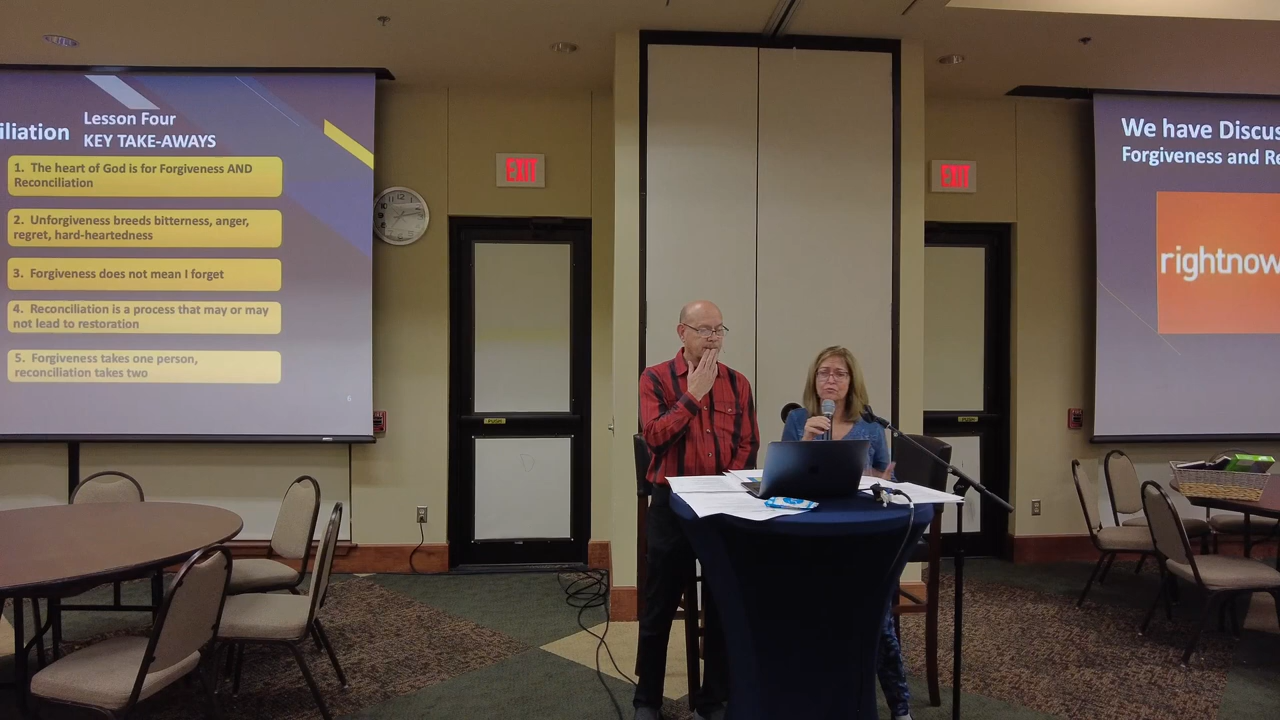 iliation
Lesson Four
KEY TAKE-AWAYS
1. The heart of God is for Forgiveness AND
Reconciliation
2. Unforgiveness breeds bitterness, anger,
regret, hard-heartedness
3. Forgiveness does not mean I forget
4. Reconciliation is a process that may or may
not lead to restoration
5. Forgiveness takes one person,
reconciliation takes two
6
EXIT
EXIT
We have Discus
Forgiveness and Re
rightnow
PUSH
PUSH